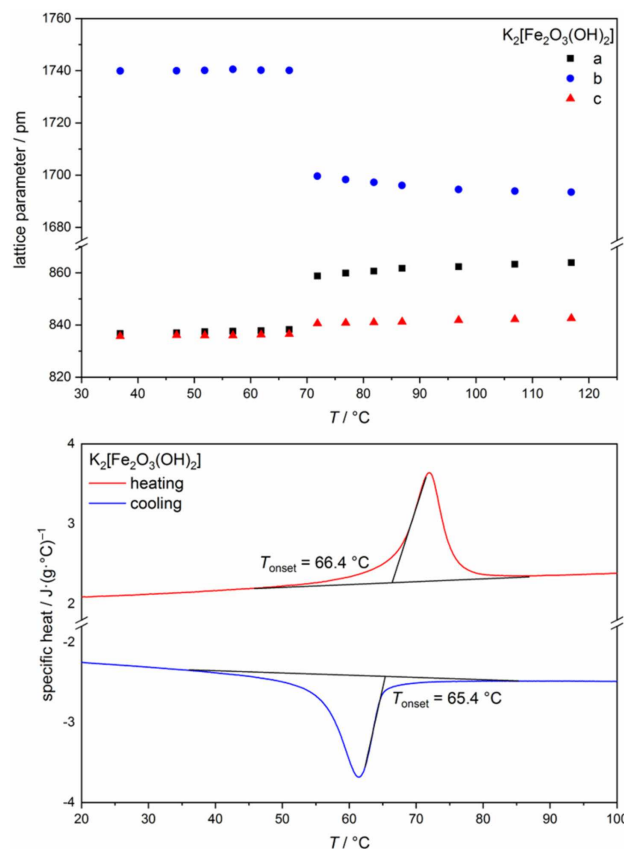 1760
K₂[Fe₂O₃(OH)₂]
a
b
c
1740
1720
1700
1680
860
840
820
lattice parameter / pm
30 40 50 60 70 80 90 100 110 120
T / °C
4
K₂[Fe₂O₃(OH)₂]
heating
cooling
3
Tonset = 66.4 °C
2
-2
Tonset = 65.4 °C
-3
-4
specific heat / J·(g·°C)⁻¹
20 30 40 50 60 70 80 90 100
T / °C